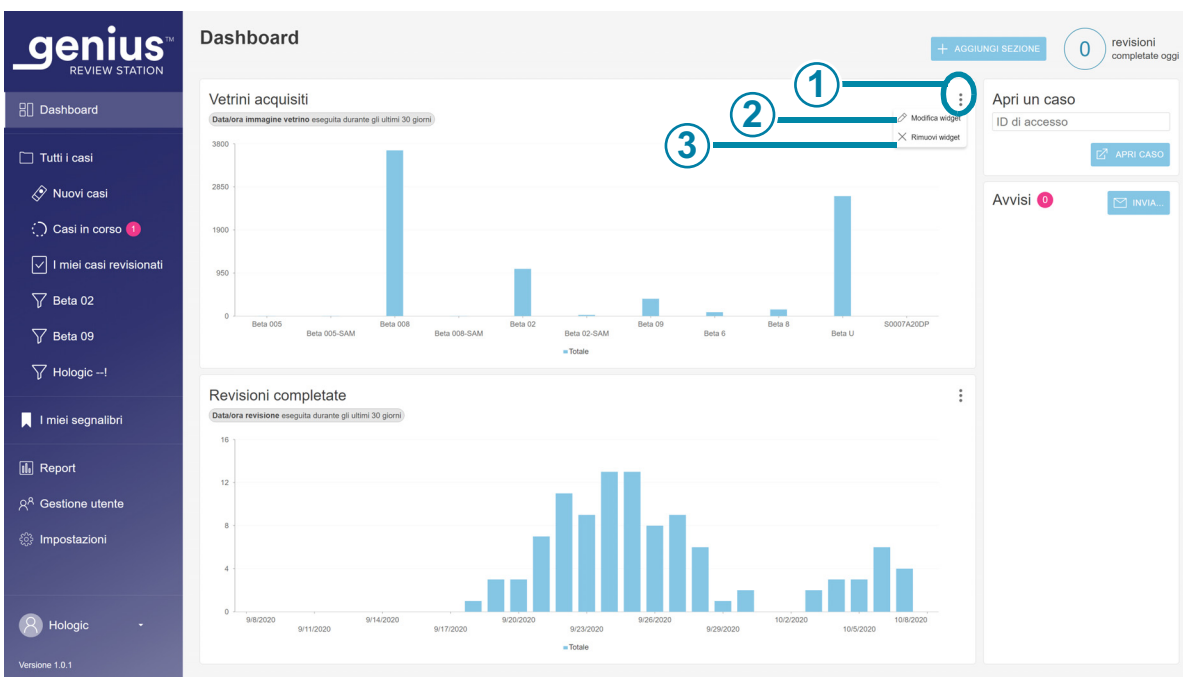 genius™
REVIEW STATION
Dashboard
Tutti i casi
Nuovi casi
Casi in corso 1
I miei casi revisionati
Beta 02
Beta 09
Hologic --!
I miei segnalibri
Report
Gestione utente
Impostazioni
Hologic
Versione 1.0.1
Dashboard
+ AGGIUNGI SEZIONE
0 revisioni
completate oggi
Vetrini acquisiti
Data/ora immagine vetrino eseguita durante gli ultimi 30 giorni
1
2
3
Modifica widget
Rimuovi widget
3800
2850
1900
950
0
Beta 005
Beta 005-SAM
Beta 008
Beta 008-SAM
Beta 02
Beta 02-SAM
Beta 09
Beta 6
Beta 8
Beta U
S0007A20DP
Totale
Revisioni completate
Data/ora revisione eseguita durante gli ultimi 30 giorni
16
12
8
4
0
9/8/2020
9/11/2020
9/14/2020
9/17/2020
9/20/2020
9/23/2020
9/26/2020
9/29/2020
10/2/2020
10/5/2020
10/8/2020
Totale
Apri un caso
ID di accesso
APRI CASO
Avvisi 0
INVIA...